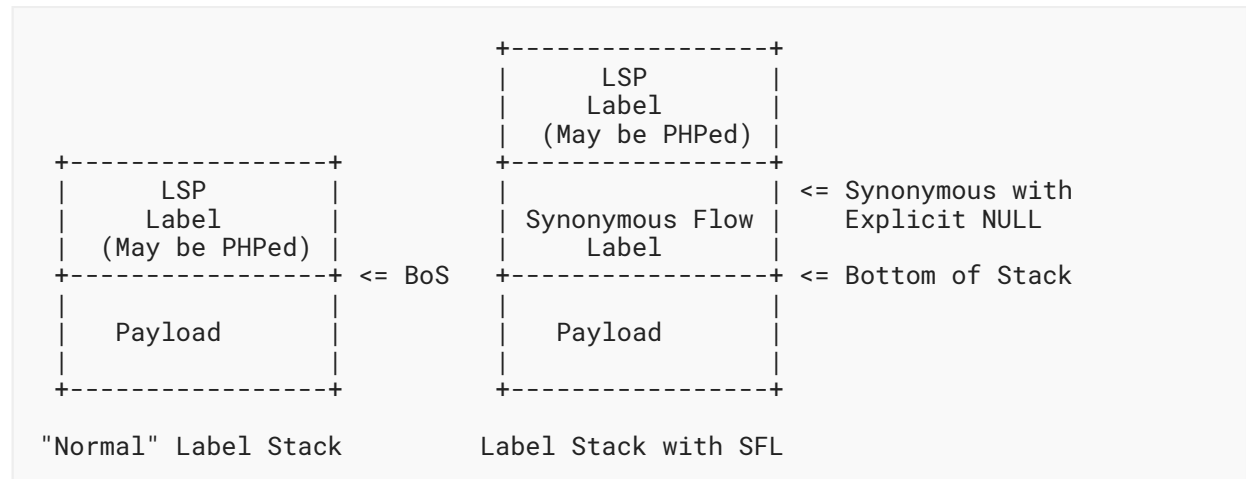 +-----------------+
                                  |       LSP       |
                                  |      Label      |
                                  |  (May be PHPed) |
    +-----------------+           +-----------------+
    |       LSP       |           |                 | <= Synonymous with
    |      Label      |           | Synonymous Flow |    Explicit NULL
    |  (May be PHPed) |           |     Label       |
    +-----------------+ <= BoS    +-----------------+ <= Bottom of Stack
    |                 |           |                 |
    |   Payload       |           |   Payload       |
    |                 |           |                 |
    +-----------------+           +-----------------+

   "Normal" Label Stack          Label Stack with SFL